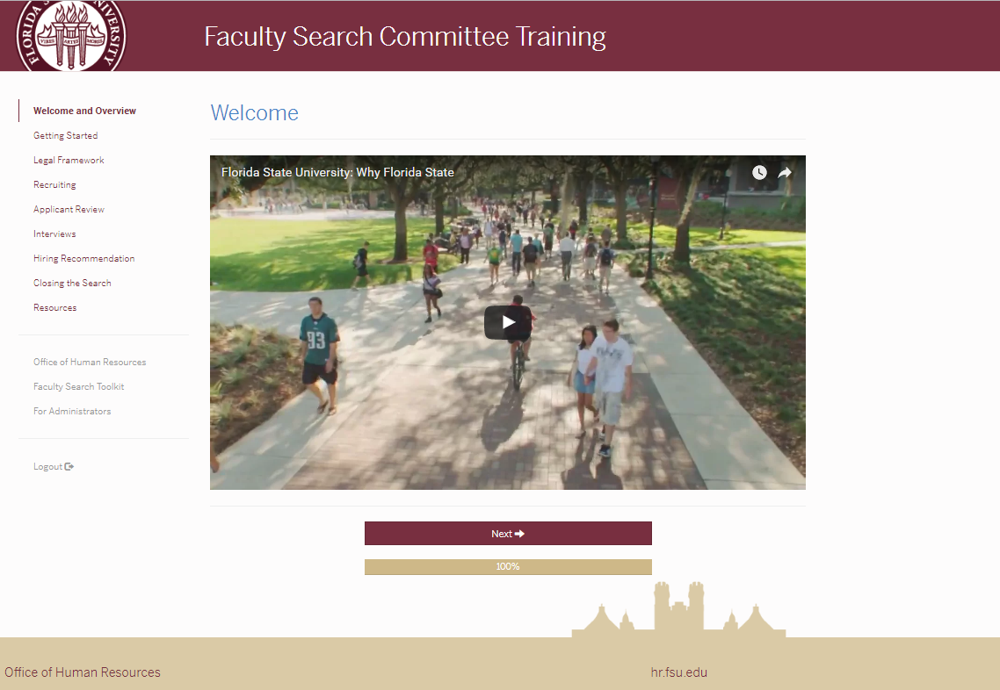 FLORIDA STATE UNIVERSITY
VIRES ARTES MORES
Faculty Search Committee Training
Welcome and Overview
Getting Started
Legal Framework
Recruiting
Applicant Review
Interviews
Hiring Recommendation
Closing the Search
Resources
Office of Human Resources
Faculty Search Toolkit
For Administrators
Logout
Welcome
Florida State University: Why Florida State
93
Next
100%
Office of Human Resources
hr.fsu.edu